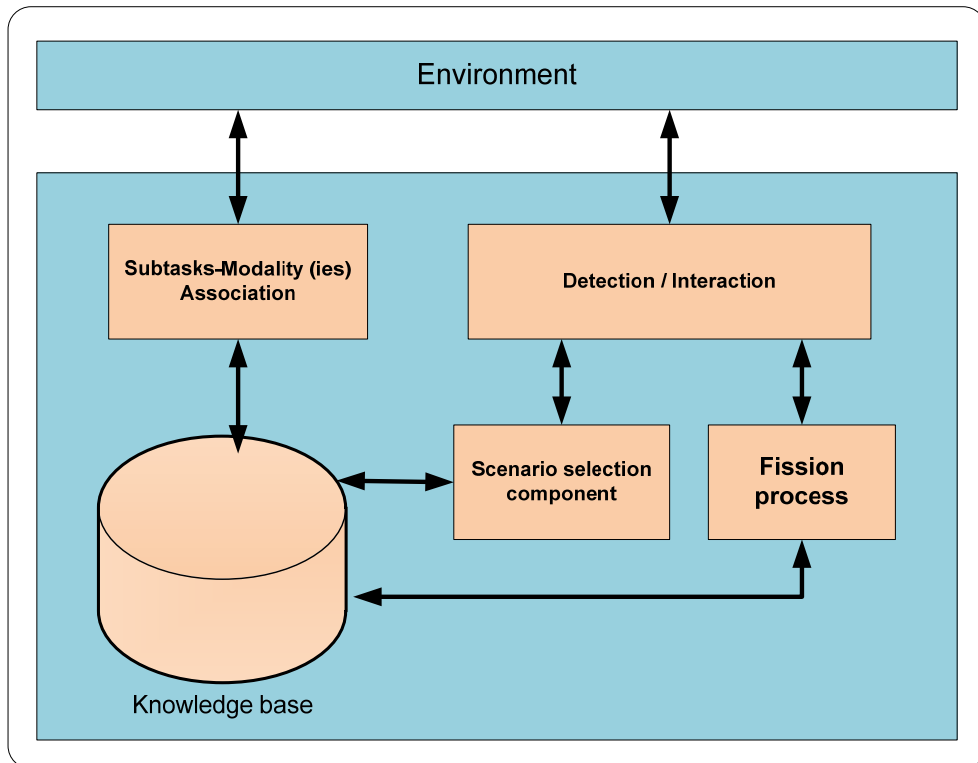 Environment
Subtasks-Modality (ies)
Association
Detection / Interaction
Scenario selection
component
Fission
process
Knowledge base